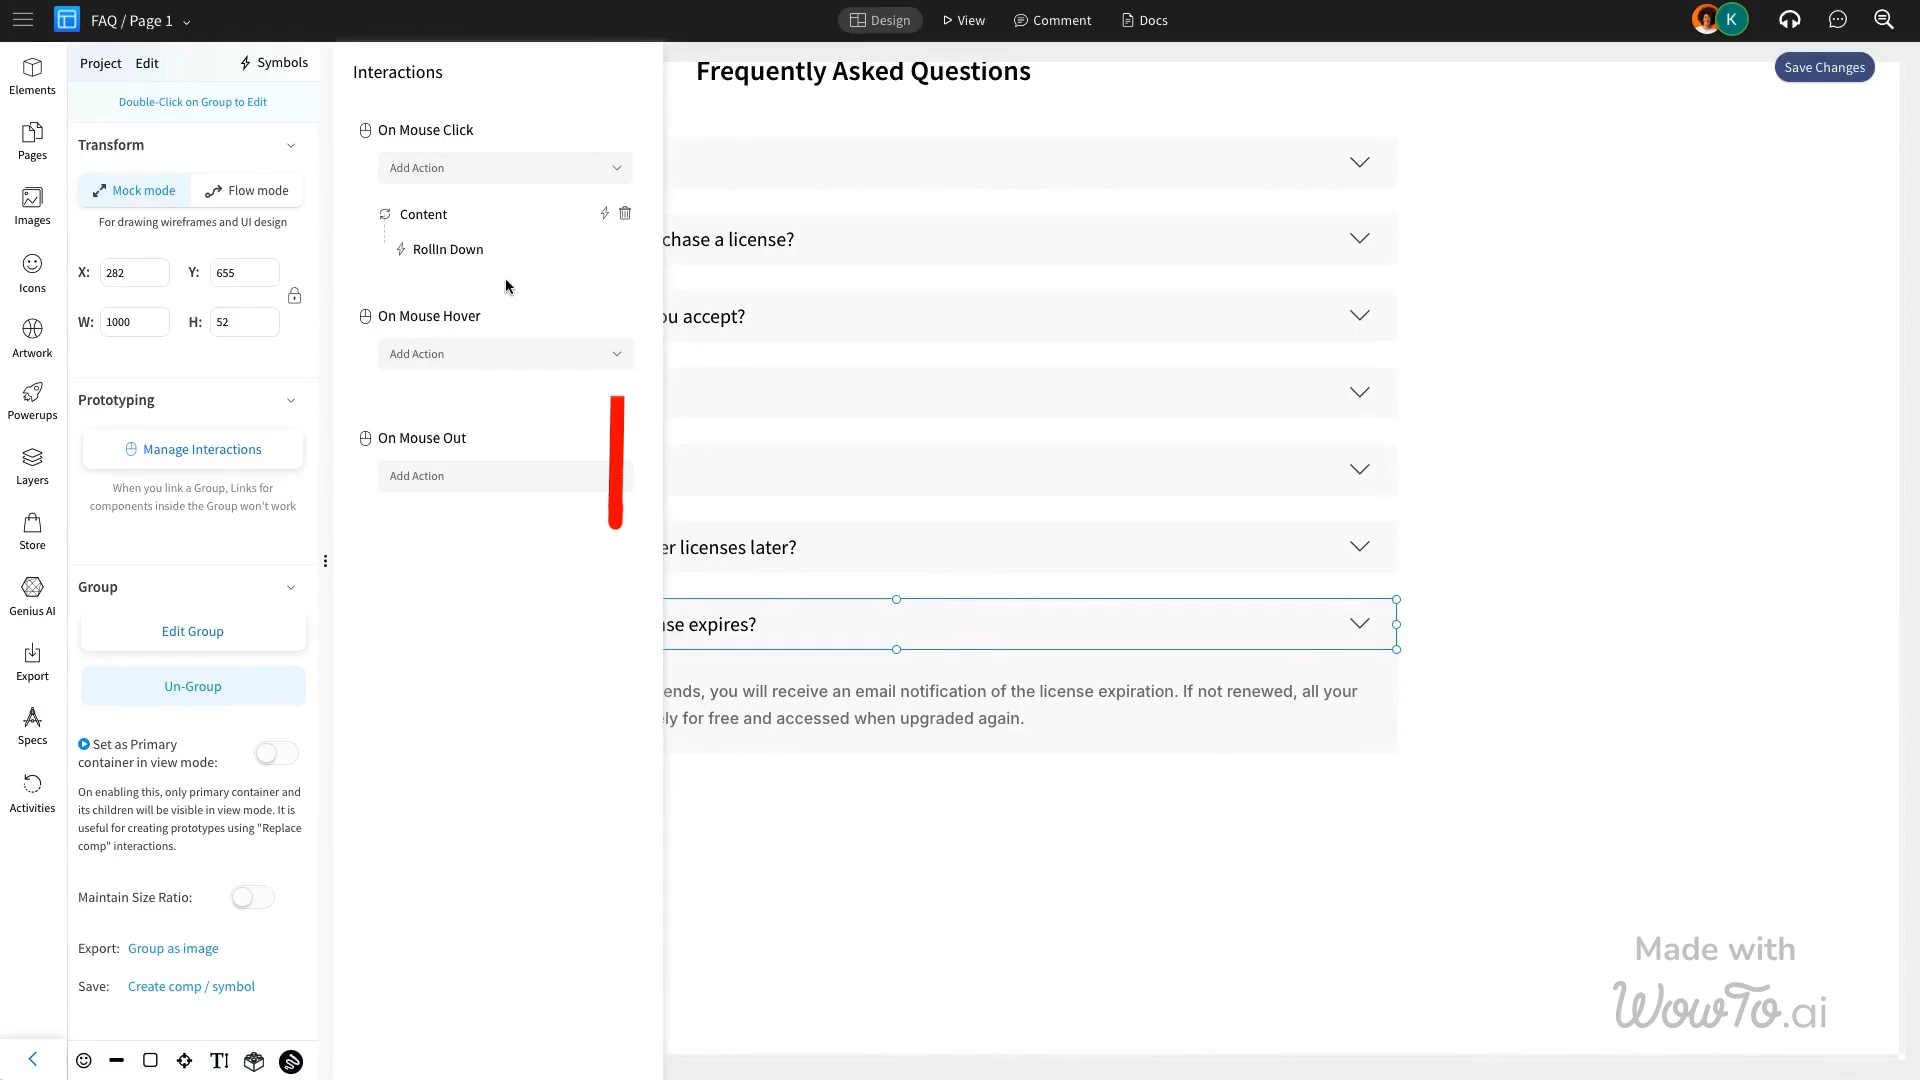 FAQ / Page 1
Design
View
Comment
Docs
K
Elements
Pages
Images
Icons
Artwork
Powerups
Layers
Store
Genius AI
Export
Specs
Activities
Project
Edit
Symbols
Double-Click on Group to Edit
Transform
Mock mode
Flow mode
For drawing wireframes and UI design
X: 282
Y: 655
W: 1000
H: 52
Prototyping
Manage Interactions
When you link a Group, Links for
components inside the Group won't work
Group
Edit Group
Un-Group
Set as Primary
container in view mode:
On enabling this, only primary container and
its children will be visible in view mode. It is
useful for creating prototypes using "Replace
comp" interactions.
Maintain Size Ratio:
Export: Group as image
Save: Create comp / symbol
Interactions
On Mouse Click
Add Action
Content
RollIn Down
On Mouse Hover
Add Action
On Mouse Out
Add Action
Frequently Asked Questions
Save Changes
chase a license?
ou accept?
er licenses later?
nse expires?
ends, you will receive an email notification of the license expiration. If not renewed, all your
ly for free and accessed when upgraded again.
Made with
WowTo.ai